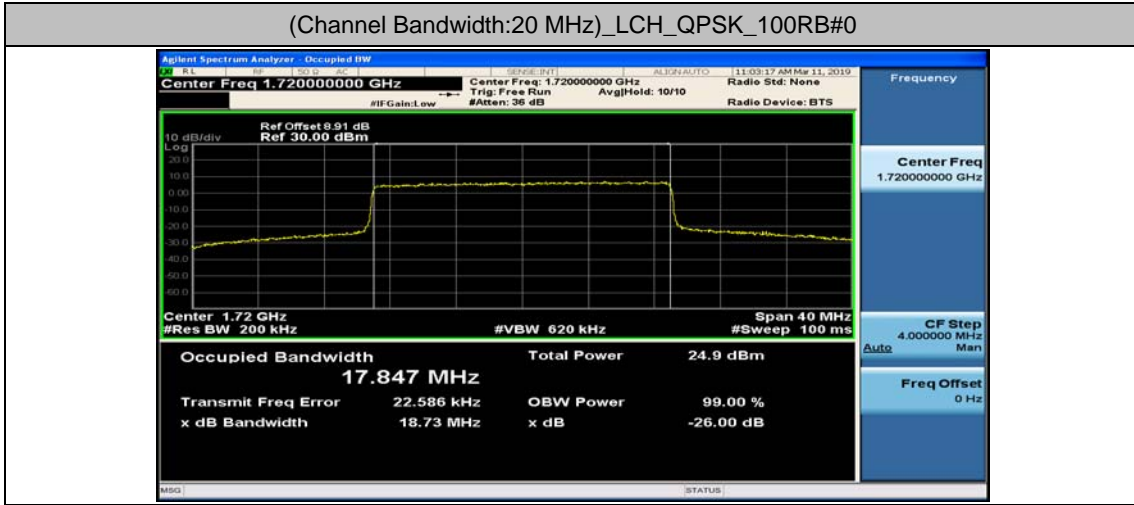 (Channel Bandwidth:20 MHz)_LCH_QPSK_100RB#0
Agilent Spectrum Analyzer - Occupied BW
RL RF 50 Ω AC SENSE:INT ALIGN AUTO 11:03:17 AM Mar 11, 2019
Center Freq 1.720000000 GHz
Center Freq: 1.720000000 GHz
Radio Std: None
Trig: Free Run Avg|Hold: 10/10
#IFGain:Low
#Atten: 36 dB
Radio Device: BTS
Ref Offset 8.91 dB
10 dB/div Ref 30.00 dBm
Log
20.0
10.0
0.00
-10.0
-20.0
-30.0
-40.0
-50.0
-60.0
Center 1.72 GHz
Span 40 MHz
#Res BW 200 kHz
#VBW 620 kHz
#Sweep 100 ms
Occupied Bandwidth
Total Power 24.9 dBm
17.847 MHz
Transmit Freq Error 22.586 kHz OBW Power 99.00 %
x dB Bandwidth 18.73 MHz x dB -26.00 dB
Frequency
Center Freq
1.720000000 GHz
CF Step
4.000000 MHz
Auto Man
Freq Offset
0 Hz
MSG
STATUS